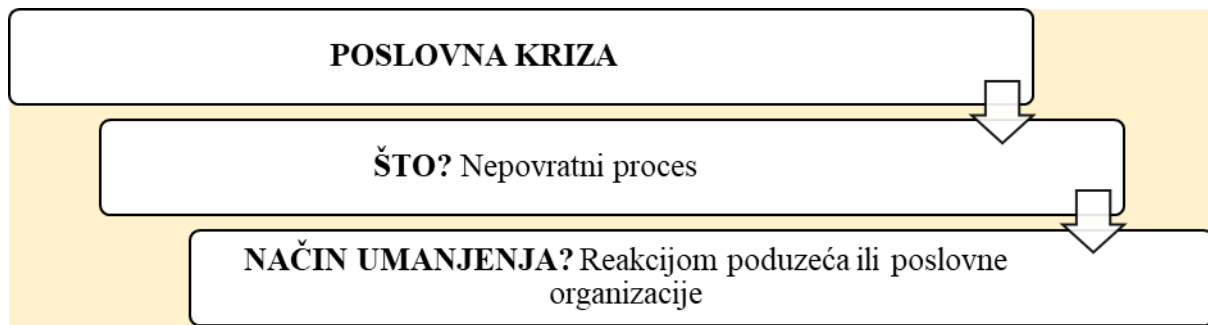 POSLOVNA KRIZA
ŠTO? Nepovratni proces
NAČIN UMANJENJA? Reakcijom poduzeća ili poslovne
organizacije